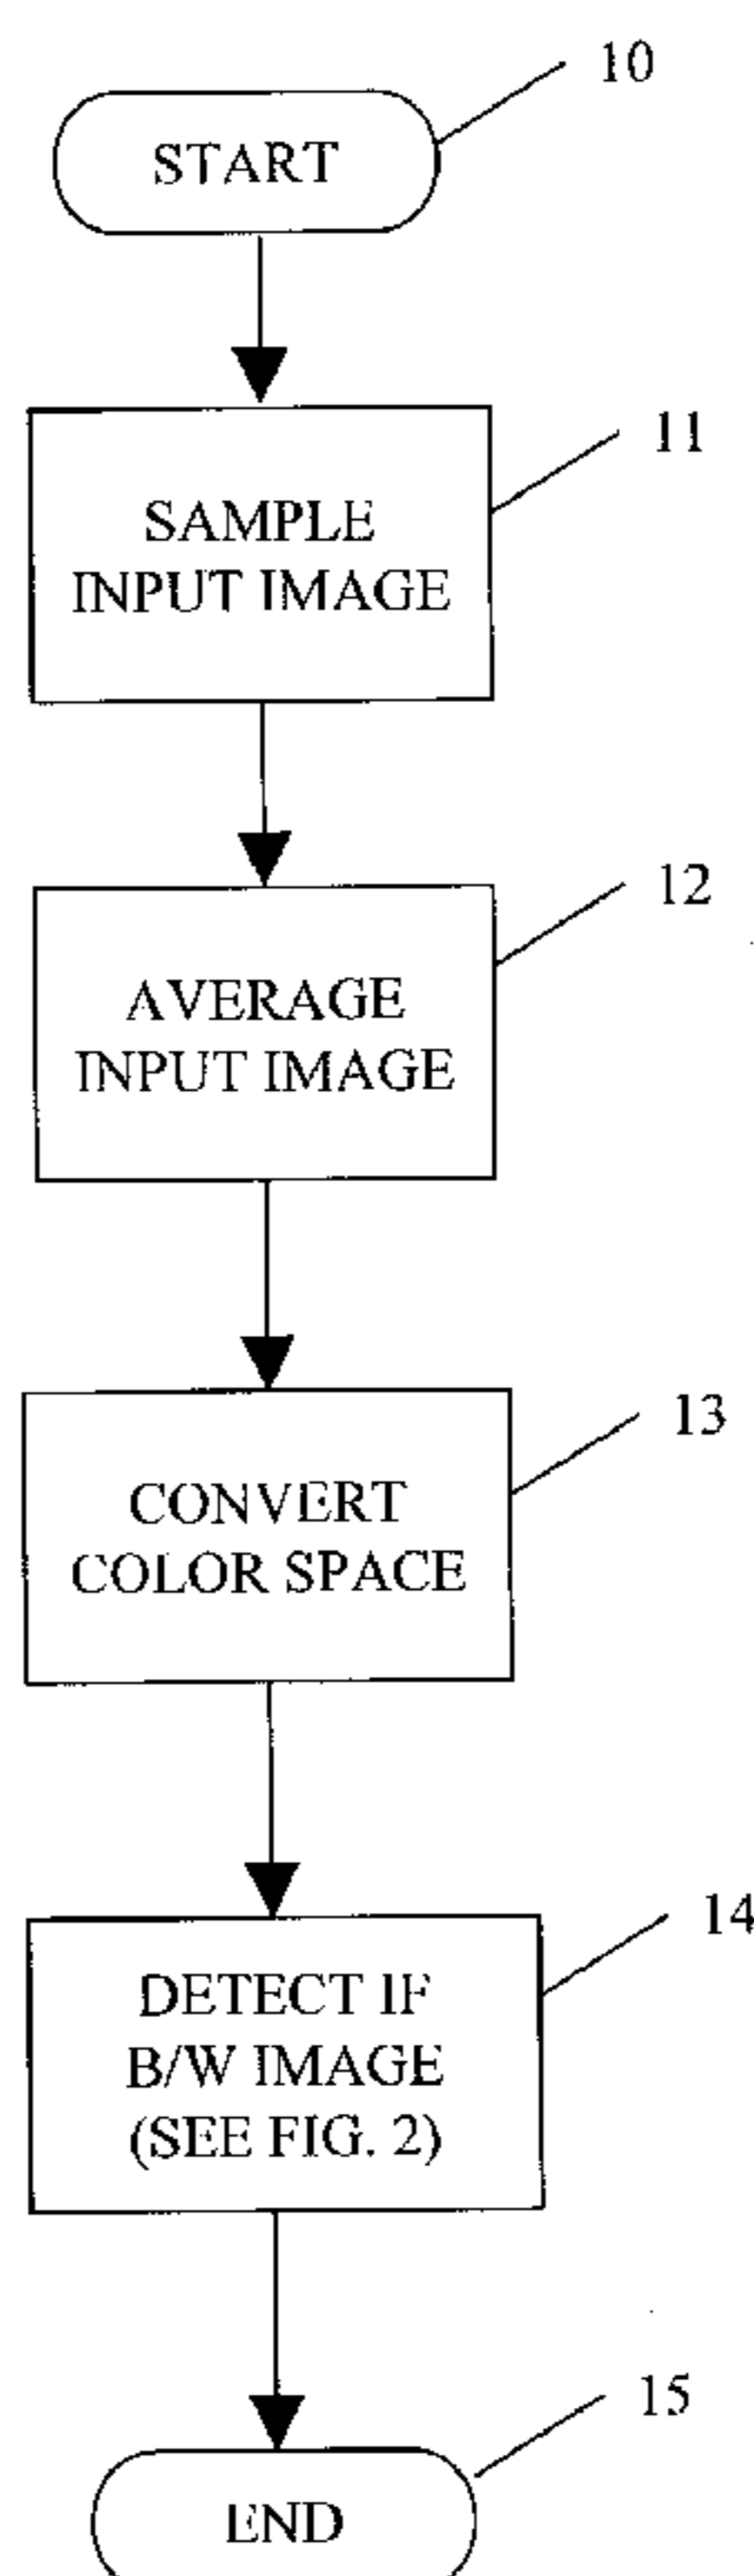 10
START
11
SAMPLE
INPUT IMAGE
12
AVERAGE
INPUT IMAGE
13
CONVERT
COLOR SPACE
14
DETECT IF
B/W IMAGE
(SEE FIG. 2)
15
END